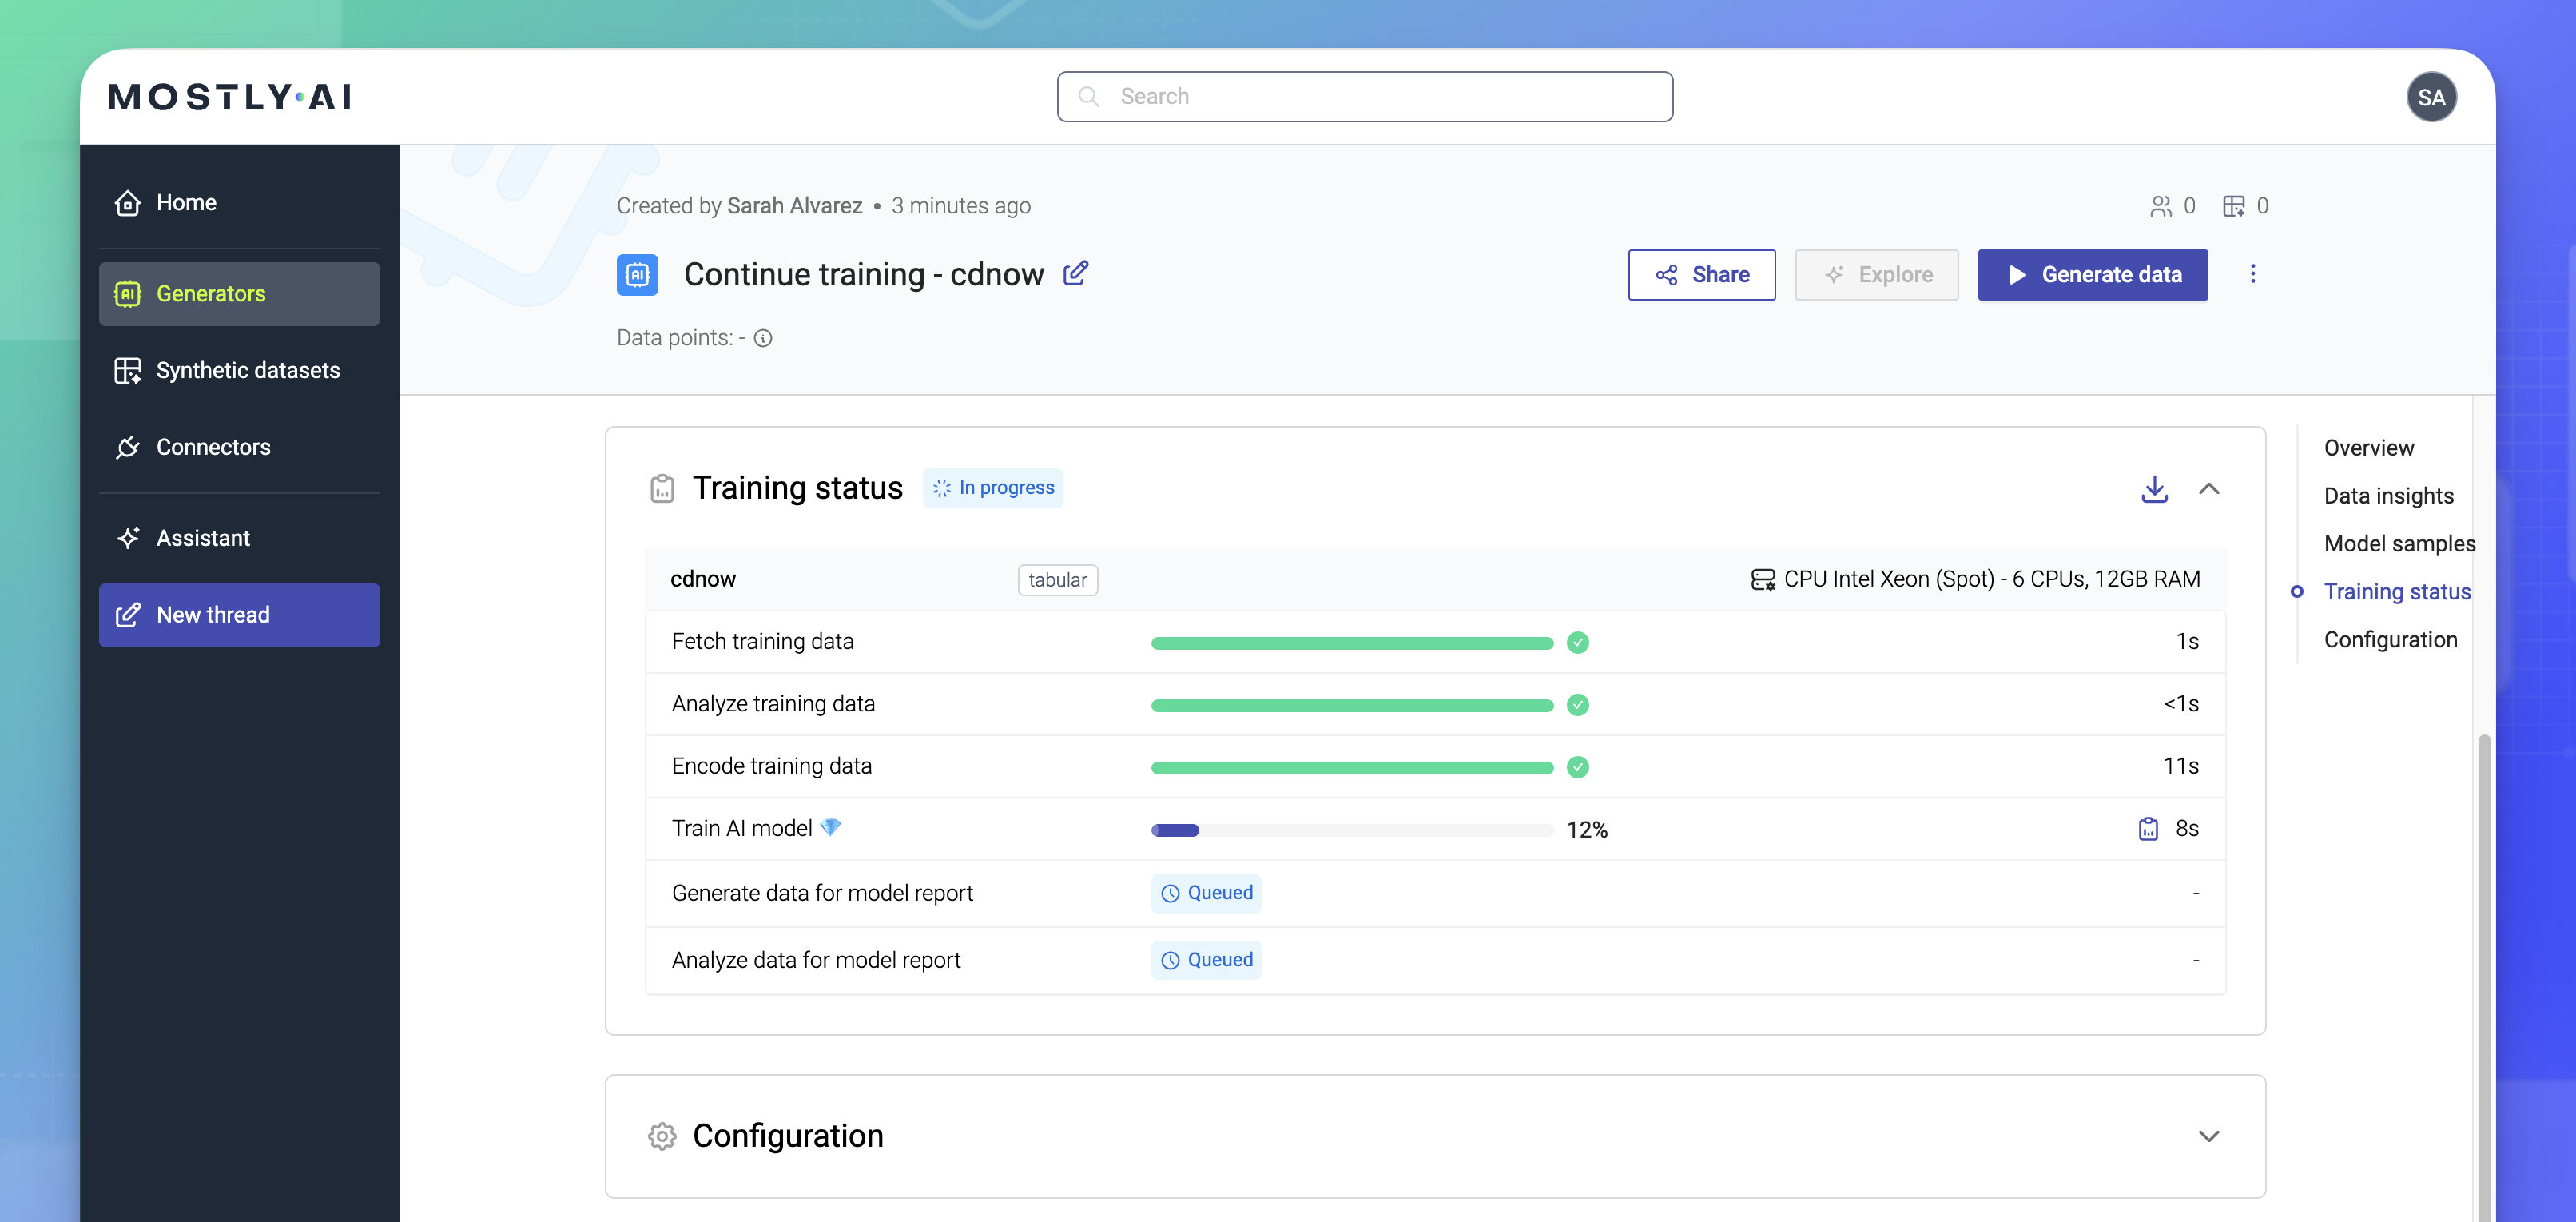 MOSTLY·AI
Search
SA
Home
Generators
Synthetic datasets
Connectors
Assistant
New thread
Created by Sarah Alvarez • 3 minutes ago
0 0
AI Continue training - cdnow
Share Explore Generate data
Data points: -
Training status In progress
cdnow tabular CPU Intel Xeon (Spot) - 6 CPUs, 12GB RAM
Fetch training data 1s
Analyze training data <1s
Encode training data 11s
Train AI model 💎 12% 8s
Generate data for model report Queued -
Analyze data for model report Queued -
Configuration
Overview
Data insights
Model samples
Training status
Configuration